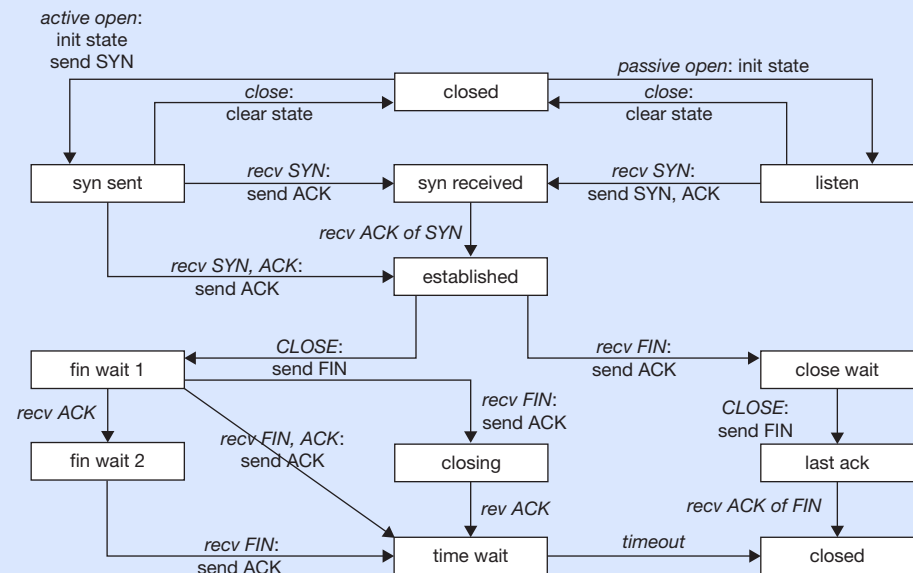 active open:
init state
send SYN
closed
passive open: init state
close:
clear state
close:
clear state
syn sent
recv SYN:
send ACK
syn received
recv SYN:
send SYN, ACK
listen
recv ACK of SYN
recv SYN, ACK:
send ACK
established
CLOSE:
send FIN
recv FIN:
send ACK
fin wait 1
close wait
recv ACK
recv FIN:
send ACK
CLOSE:
send FIN
recv FIN, ACK:
send ACK
fin wait 2
closing
last ack
rev ACK
recv ACK of FIN
recv FIN:
send ACK
time wait
timeout
closed